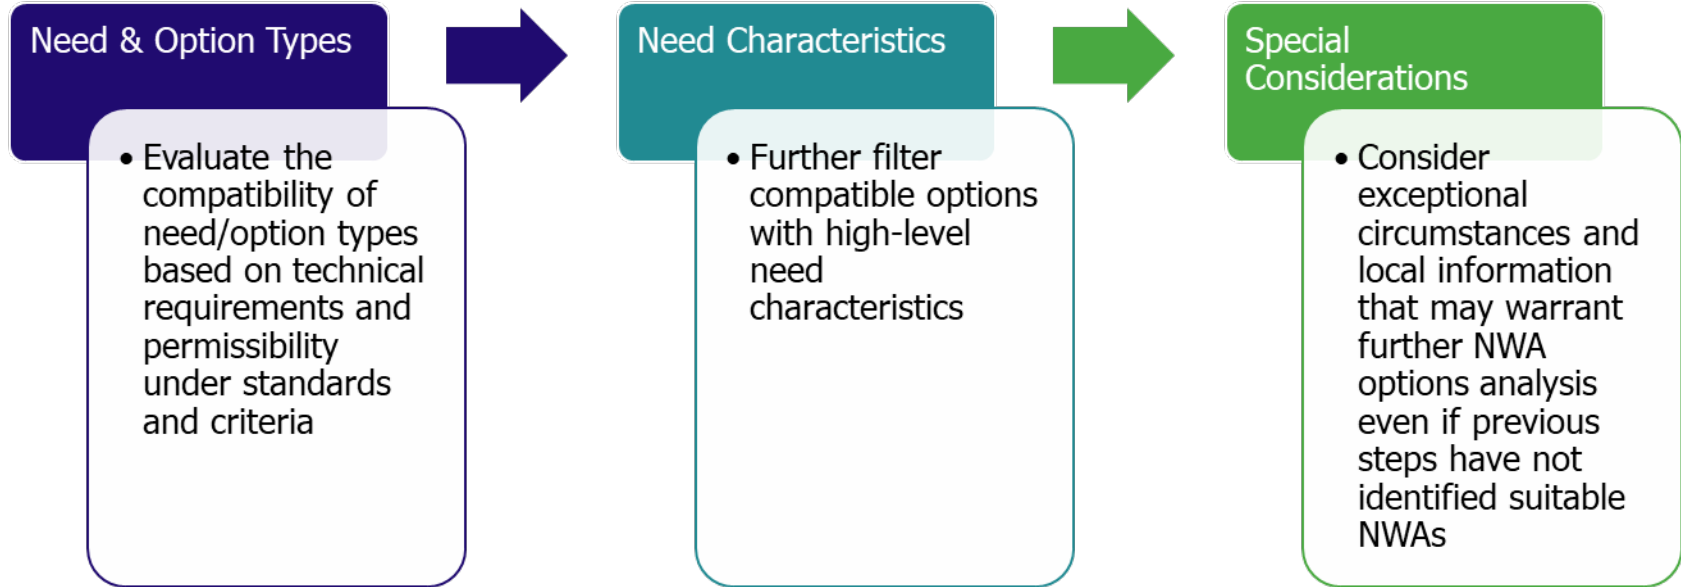 Need & Option Types
• Evaluate the
compatibility of
need/option types
based on technical
requirements and
permissibility
under standards
and criteria
Need Characteristics
• Further filter
compatible options
with high-level
need
characteristics
Special
Considerations
• Consider
exceptional
circumstances and
local information
that may warrant
further NWA
options analysis
even if previous
steps have not
identified suitable
NWAs